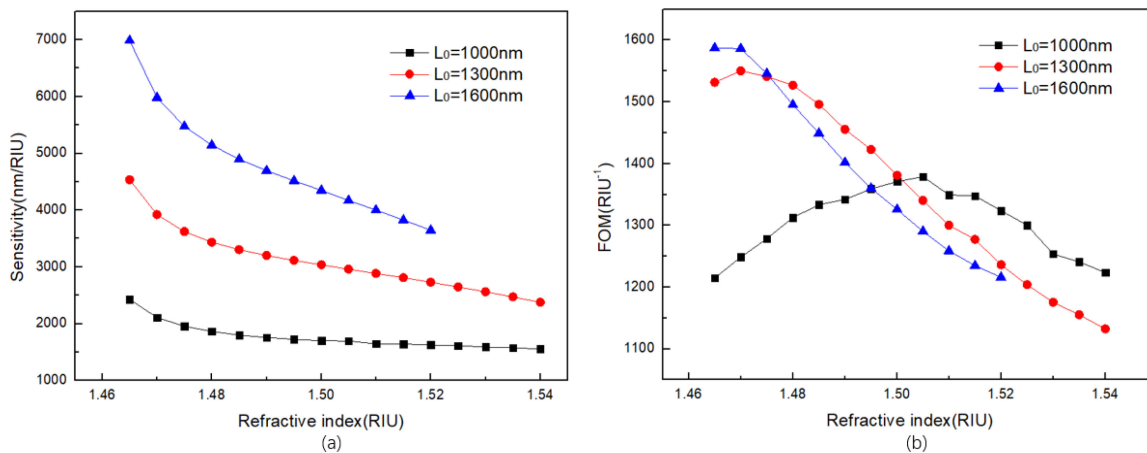 L₀=1000nm
L₀=1300nm
L₀=1600nm
7000
6000
5000
4000
3000
2000
1000
Sensitivity(nm/RIU)
1.46
1.48
1.50
1.52
1.54
Refractive index(RIU)
(a)
L₀=1000nm
L₀=1300nm
L₀=1600nm
1600
1500
1400
1300
1200
1100
FOM(RIU⁻¹)
1.46
1.48
1.50
1.52
1.54
Refractive index(RIU)
(b)